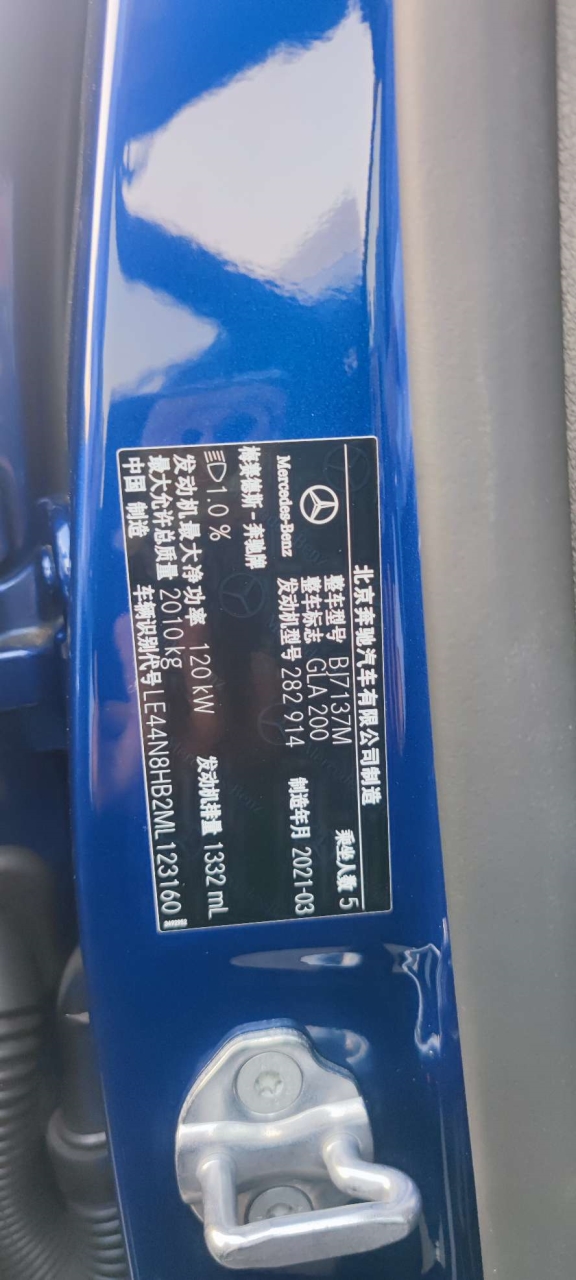 北京奔驰汽车有限公司制造
整车型号 BJ7137M 乘坐人数 5
整车标志 GLA 200
Mercedes-Benz 发动机型号 282 914 制造年月 2021-03
梅赛德斯-奔驰牌
1.0 %
发动机最大净功率 120 kW 发动机排量 1332 mL
最大允许总质量 2010 kg
中国 制造 车辆识别代号 LE44N8HB2ML123160